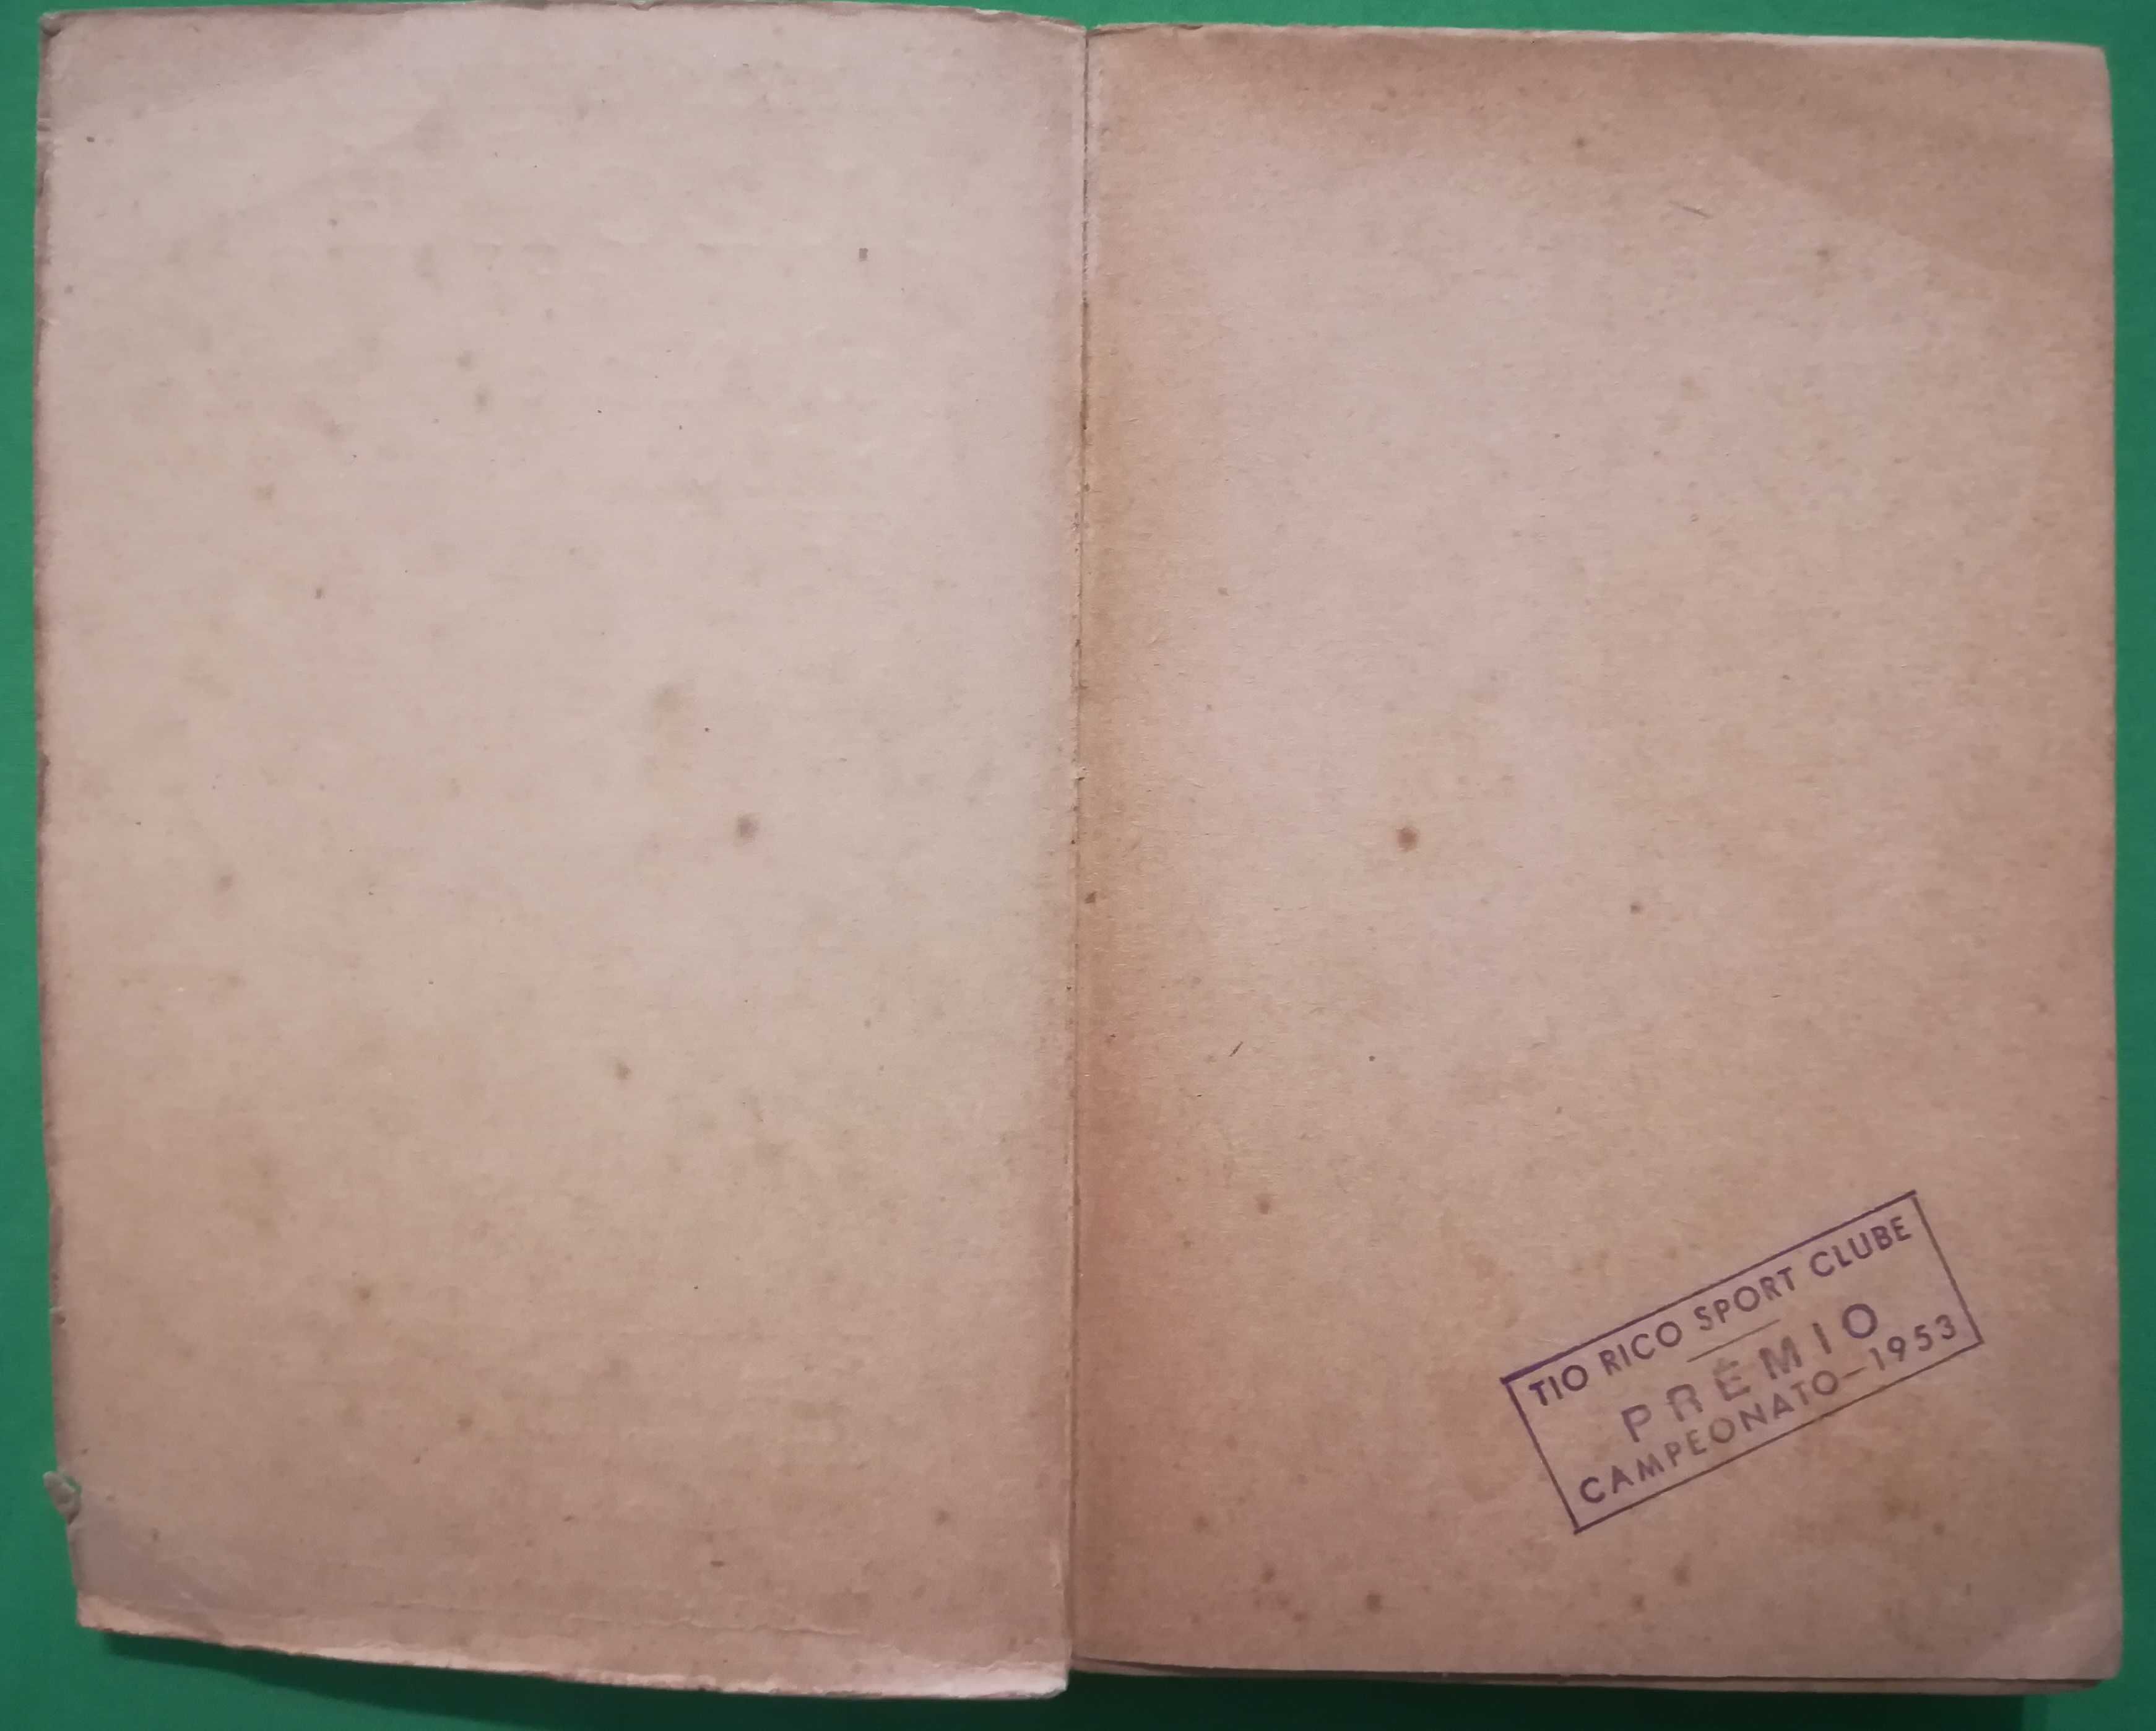 TIO RICO SPORT CLUBE
PRÉMIO
CAMPEONATO—1953